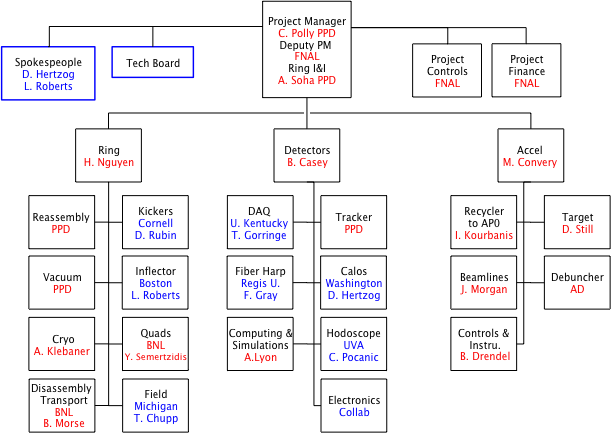 Project Manager
C. Polly PPD
Deputy PM
FNAL
Ring I&I
A. Soha PPD
Spokespeople
D. Hertzog
L. Roberts
Tech Board
Project
Controls
FNAL
Project
Finance
FNAL
Ring
H. Nguyen
Detectors
B. Casey
Accel
M. Convery
Reassembly
PPD
Kickers
Cornell
D. Rubin
DAQ
U. Kentucky
T. Gorringe
Tracker
PPD
Recycler
to AP0
I. Kourbanis
Target
D. Still
Vacuum
PPD
Inflector
Boston
L. Roberts
Fiber Harp
Regis U.
F. Gray
Calos
Washington
D. Hertzog
Beamlines
J. Morgan
Debuncher
AD
Cryo
A. Klebaner
Quads
BNL
Y. Semertzidis
Computing &
Simulations
A.Lyon
Hodoscope
UVA
C. Pocanic
Controls &
Instru.
B. Drendel
Disassembly
Transport
BNL
B. Morse
Field
Michigan
T. Chupp
Electronics
Collab